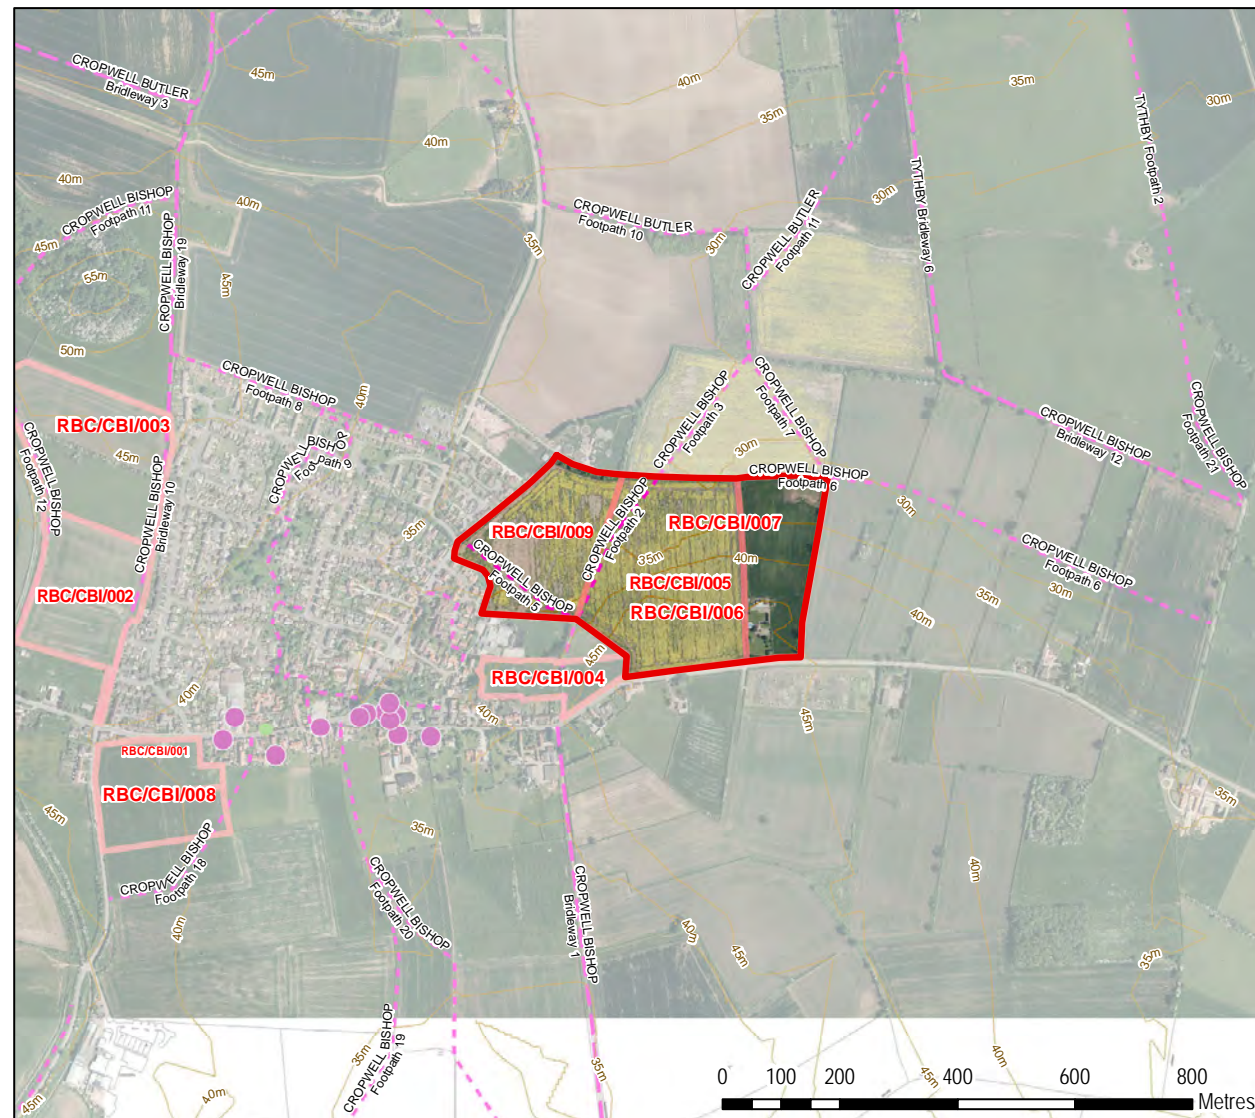 CROPWELL BUTLER
Bridleway 3
45m
40m
35m
30m
40m
35m
30m
TYTHBY Footpath 2
TYTHBY Bridleway 6
40m
CROPWELL BISHOP
Footpath 11
45m
55m
50m
CROPWELL BISHOP
Bridleway 19
40m
45m
35m
CROPWELL BUTLER
Footpath 10
30m
CROPWELL BUTLER
Footpath 11
30m
CROPWELL BISHOP
Footpath 8
40m
CROPWELL BISHOP
Footpath 9
CROPWELL BISHOP
Footpath 3
CROPWELL BISHOP
Footpath 7
30m
CROPWELL BISHOP
Footpath 6
CROPWELL BISHOP
Bridleway 12
CROPWELL BISHOP
Footpath 21
RBC/CBI/003
45m
CROPWELL BISHOP
Footpath 12
CROPWELL BISHOP
Bridleway 10
RBC/CBI/002
35m
RBC/CBI/009
CROPWELL BISHOP
Footpath 2
CROPWELL BISHOP
Footpath 5
RBC/CBI/007
35m
40m
RBC/CBI/005
RBC/CBI/006
30m
CROPWELL BISHOP
Footpath 6
30m
35m
40m
45m
RBC/CBI/004
40m
40m
45m
35m
RBC/CBI/001
RBC/CBI/008
45m
CROPWELL BISHOP
Footpath 18
40m
35m
CROPWELL BISHOP
Footpath 20
CROPWELL BISHOP
Bridleway 1
40m
45m
40m
35m
CROPWELL BISHOP
Footpath 19
35m
40m
45m
35m
45m
40m
0 100 200 400 600 800
Metres